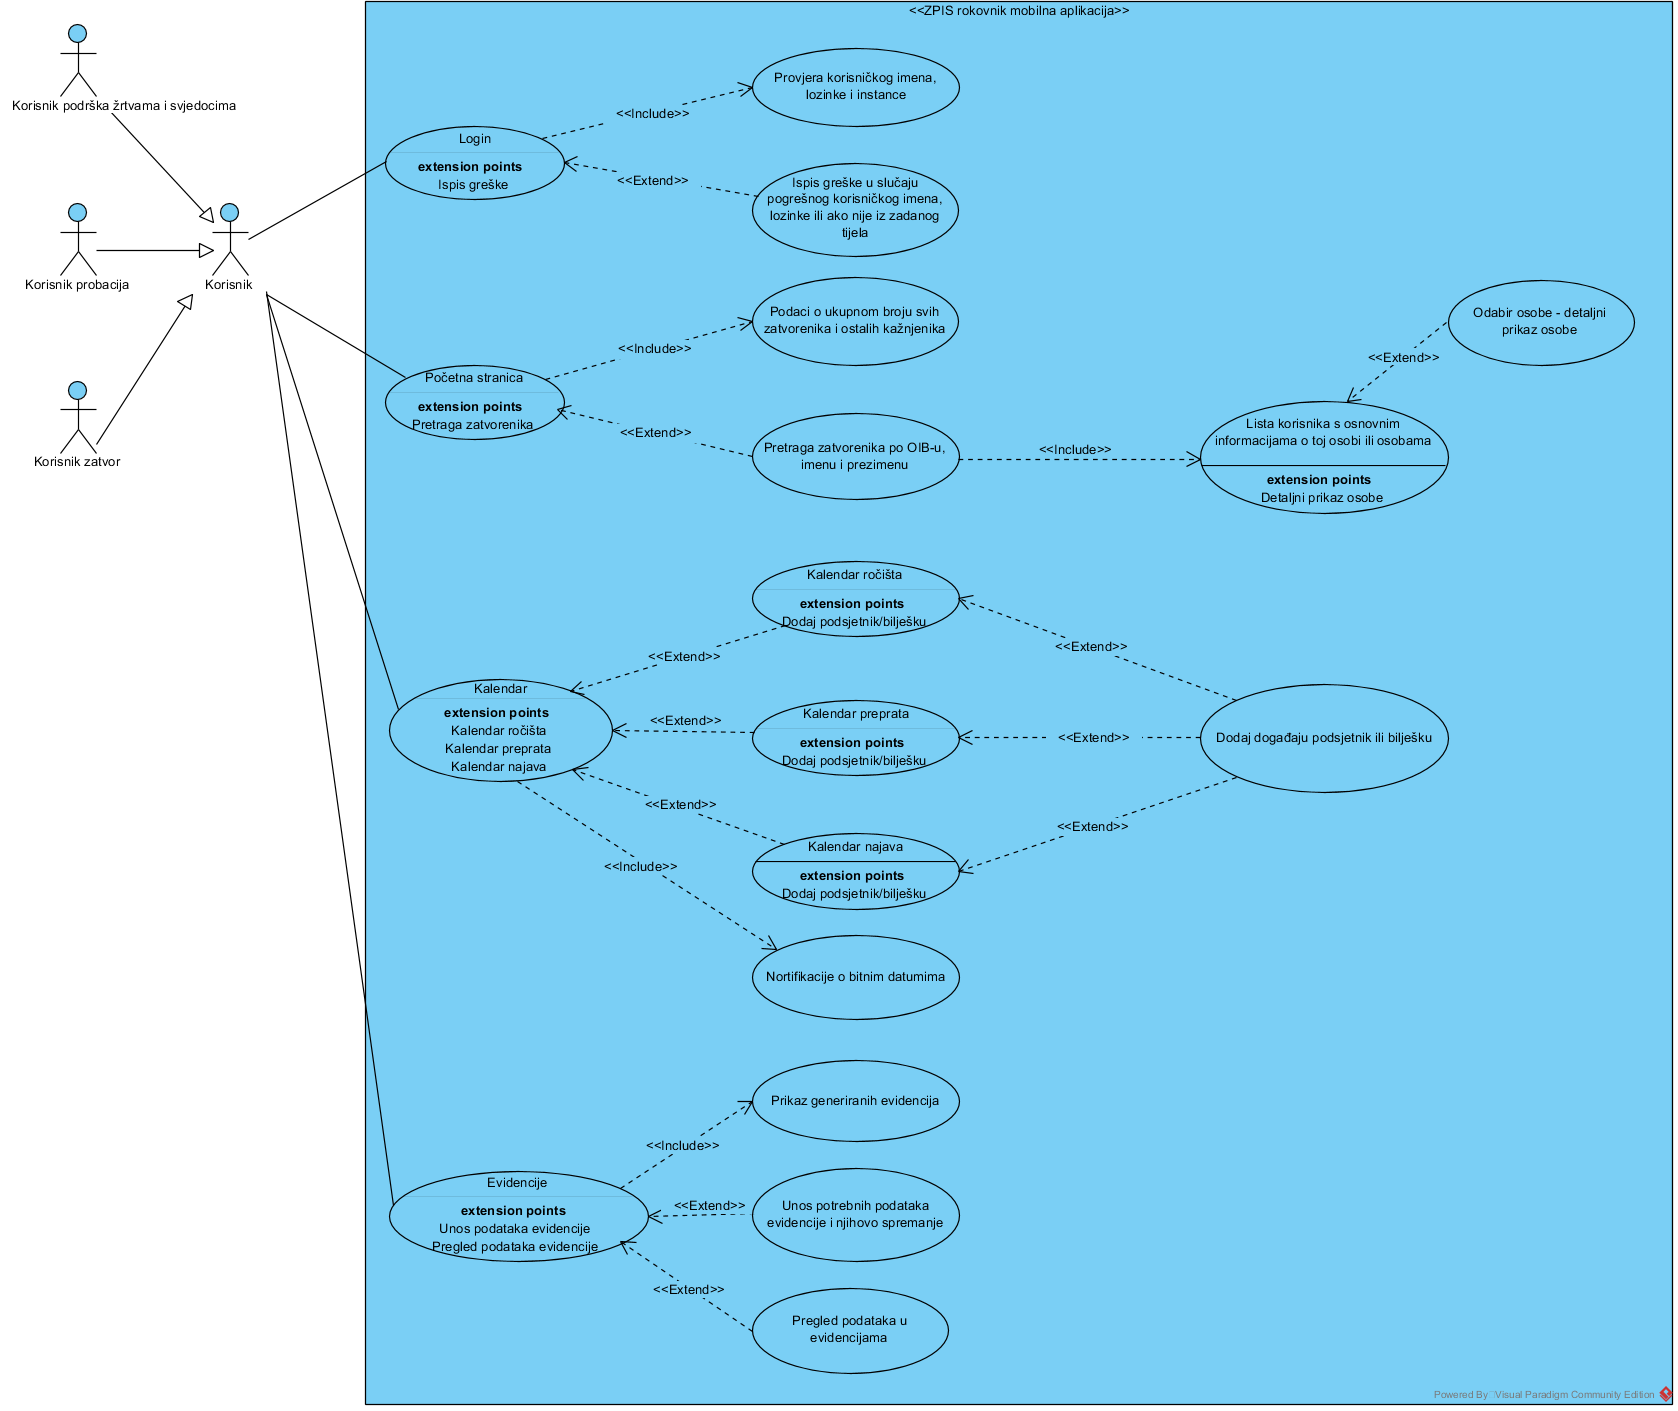 <<ZPIS rokovnik mobilna aplikacija>>
Korisnik podrška žrtvama i svjedocima
Korisnik probacija
Korisnik
Korisnik zatvor
Login
extension points
Ispis greške
<<Include>>
Provjera korisničkog imena,
lozinke i instance
<<Extend>>
Ispis greške u slučaju
pogrešnog korisničkog imena,
lozinke ili ako nije iz zadanog
tijela
Početna stranica
extension points
Pretraga zatvorenika
<<Include>>
Podaci o ukupnom broju svih
zatvorenika i ostalih kažnjenika
<<Extend>>
Pretraga zatvorenika po OIB-u,
imenu i prezimenu
<<Include>>
Lista korisnika s osnovnim
informacijama o toj osobi ili osobama
extension points
Detaljni prikaz osobe
<<Extend>>
Odabir osobe - detaljni
prikaz osobe
Kalendar
extension points
Kalendar ročišta
Kalendar preprata
Kalendar najava
<<Extend>>
Kalendar ročišta
extension points
Dodaj podsjetnik/bilješku
<<Extend>>
<<Extend>>
Kalendar preprata
extension points
Dodaj podsjetnik/bilješku
<<Extend>>
Dodaj događaju podsjetnik ili bilješku
<<Extend>>
Kalendar najava
extension points
Dodaj podsjetnik/bilješku
<<Extend>>
<<Include>>
Nortifikacije o bitnim datumima
Evidencije
extension points
Unos podataka evidencije
Pregled podataka evidencije
<<Include>>
Prikaz generiranih evidencija
<<Extend>>
Unos potrebnih podataka
evidencije i njihovo spremanje
<<Extend>>
Pregled podataka u
evidencijama
Powered By Visual Paradigm Community Edition